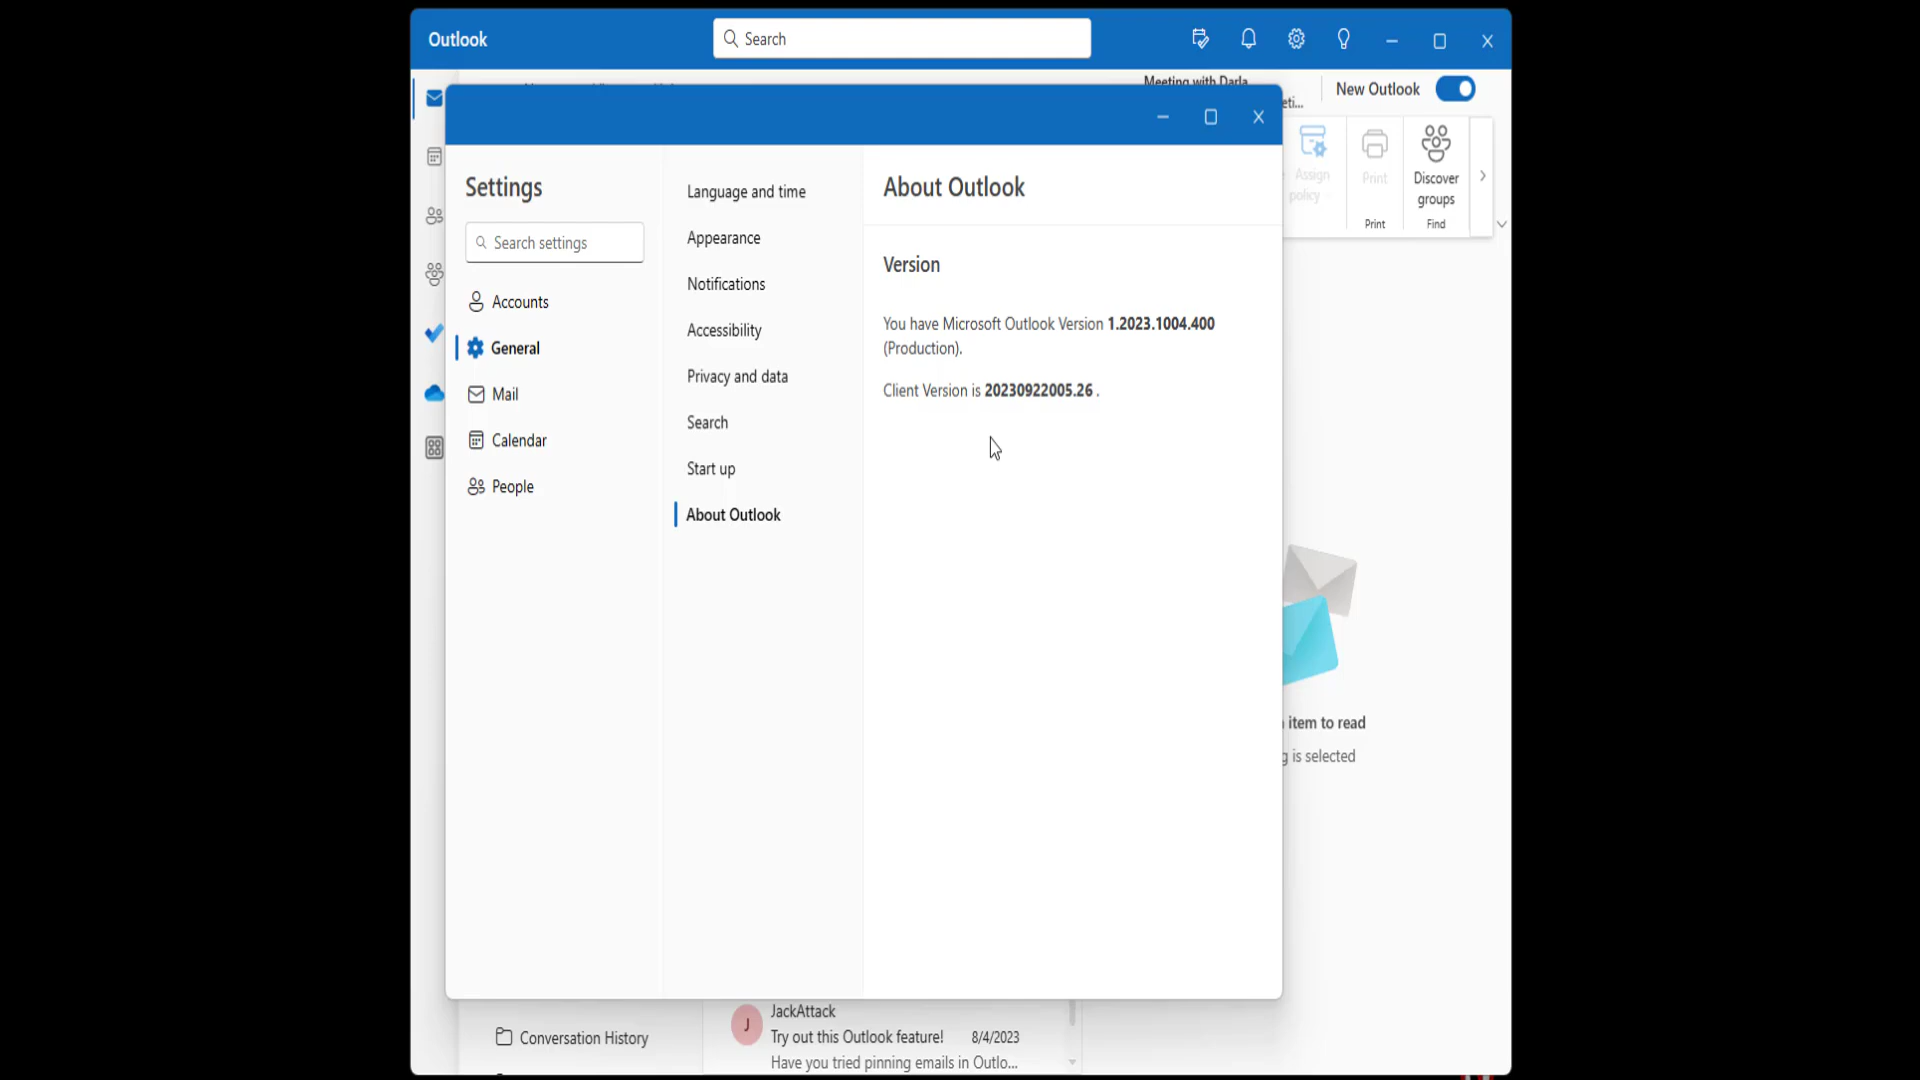 Outlook
Search
Meeting with Darla
New Outlook
Assign
policy
Print
Discover
groups
Print
Find
Settings
Search settings
Accounts
General
Mail
Calendar
People
Language and time
Appearance
Notifications
Accessibility
Privacy and data
Search
Start up
About Outlook
About Outlook
Version
You have Microsoft Outlook Version 1.2023.1004.400
(Production).
Client Version is 20230922005.26 .
item to read
is selected
Conversation History
J
JackAttack
Try out this Outlook feature! 8/4/2023
Have you tried pinning emails in Outlo...